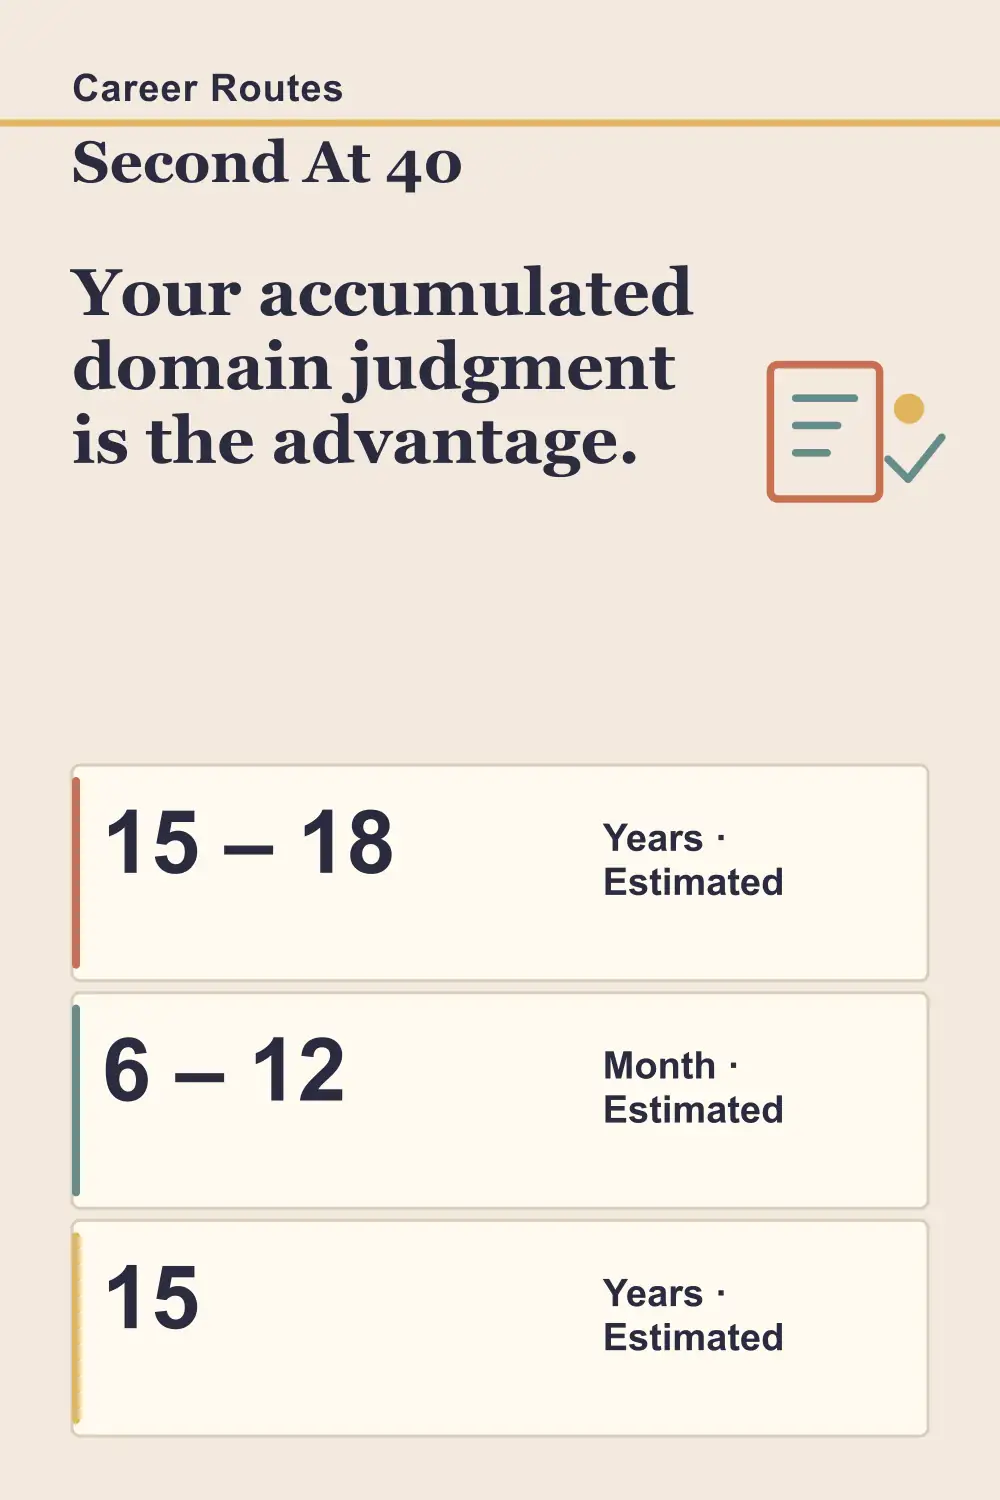 Career Routes
Second At 40
Your accumulated
domain judgment
is the advantage.
15 – 18
Years ·
Estimated
6 – 12
Month ·
Estimated
15
Years ·
Estimated